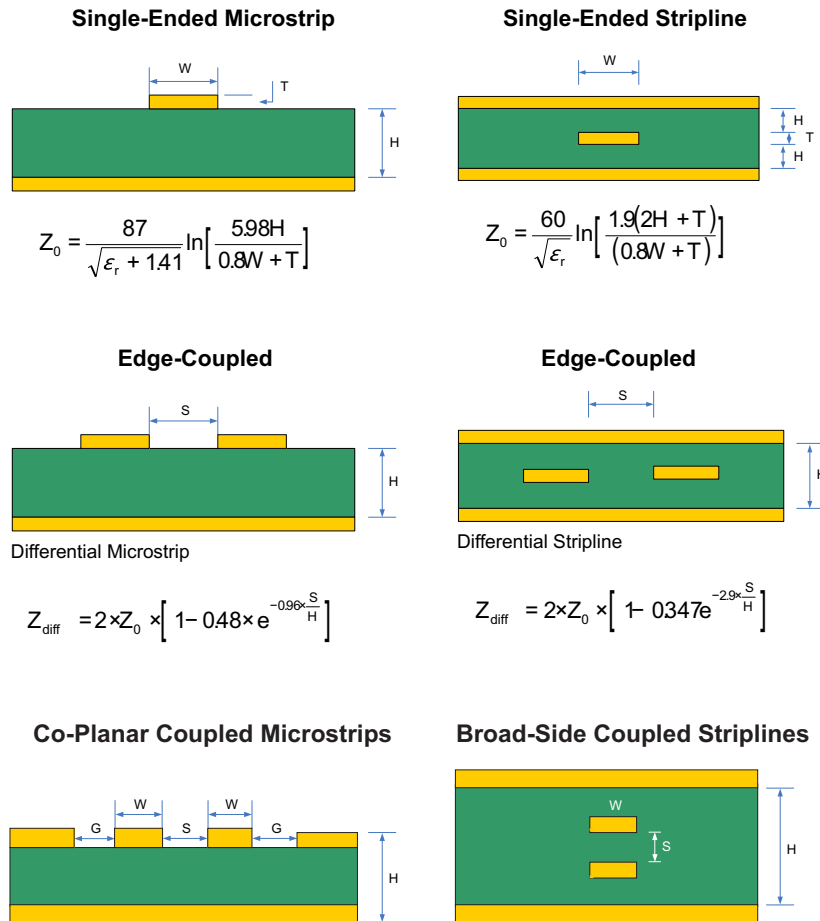 Single-Ended Microstrip
W
T
H
Z0 = 87 / √(εr + 1.41) ln[ 5.98H / 0.8W + T ]
Single-Ended Stripline
W
H
T
H
Z0 = 60 / √εr ln[ 1.9(2H + T) / (0.8W + T) ]
Edge-Coupled
S
H
Differential Microstrip
Zdiff = 2×Z0 ×[ 1− 0.48× e^(−0.96× S/H) ]
Edge-Coupled
S
H
Differential Stripline
Zdiff = 2×Z0 ×[ 1− 0.347e^(−2.9× S/H) ]
Co-Planar Coupled Microstrips
W W
G S G
H
Broad-Side Coupled Striplines
W
S
H